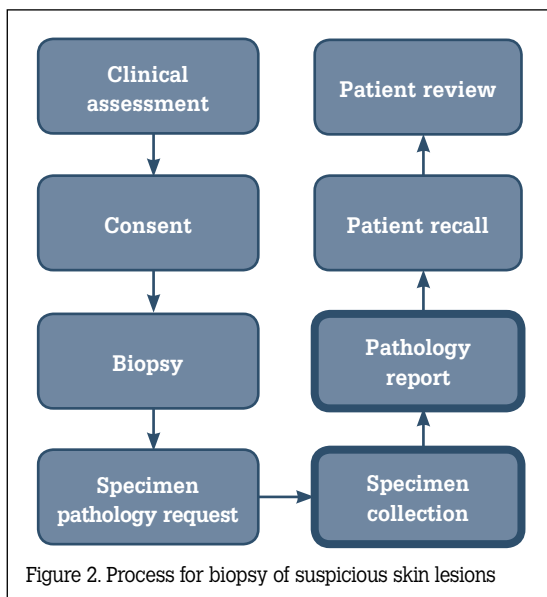 Clinical
assessment
Consent
Biopsy
Specimen
pathology request
Specimen
collection
Pathology
report
Patient recall
Patient review
Figure 2. Process for biopsy of suspicious skin lesions